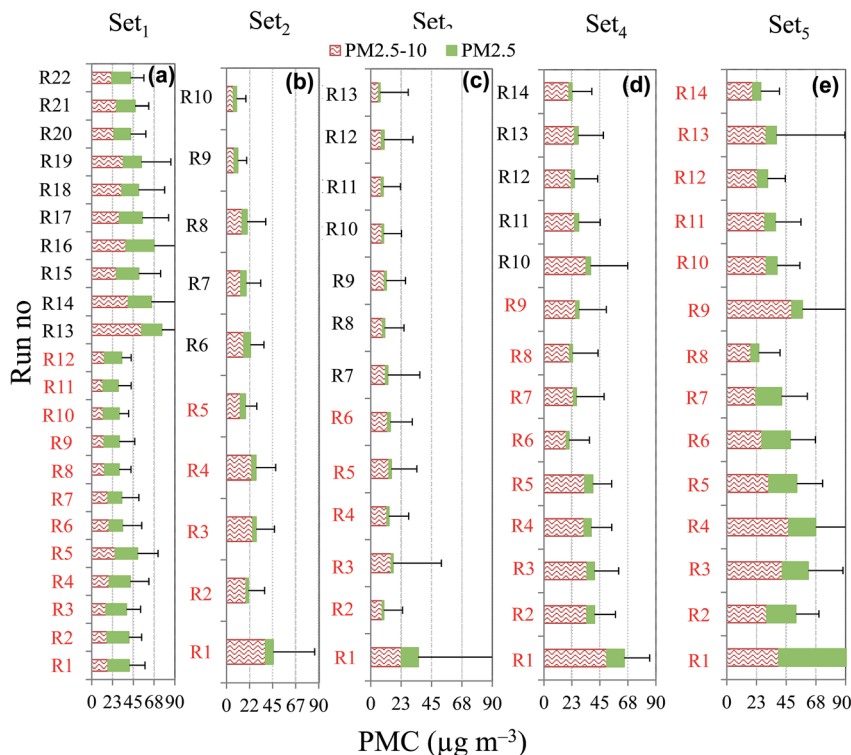 Set₁ Set₂ Set Set₄ Set₅
PM2.5-10 PM2.5
Run no
(a)
R22
R21
R20
R19
R18
R17
R16
R15
R14
R13
R12
R11
R10
R9
R8
R7
R6
R5
R4
R3
R2
R1
0 23 45 68 90
(b)
R10
R9
R8
R7
R6
R5
R4
R3
R2
R1
0 22 45 67 90
(c)
R13
R12
R11
R10
R9
R8
R7
R6
R5
R4
R3
R2
R1
0 23 45 68 90
(d)
R14
R13
R12
R11
R10
R9
R8
R7
R6
R5
R4
R3
R2
R1
0 23 45 68 90
(e)
R14
R13
R12
R11
R10
R9
R8
R7
R6
R5
R4
R3
R2
R1
0 23 45 68 90
PMC (µg m⁻³)